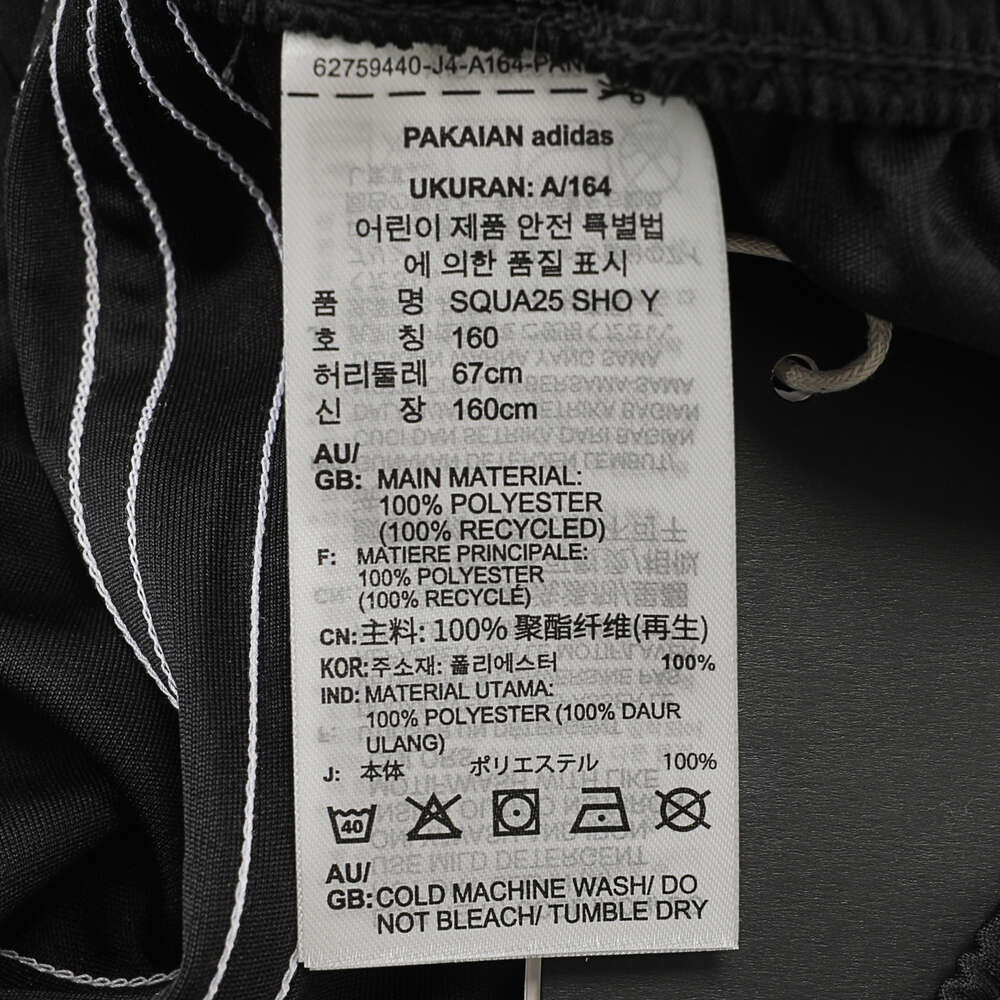 62759440-J4-A164-PAN
PAKAIAN adidas
UKURAN: A/164
어린이 제품 안전 특별법
에 의한 품질 표시
품 명 SQUA25 SHO Y
호 칭 160
허리둘레 67cm
신 장 160cm
AU/
GB: MAIN MATERIAL:
100% POLYESTER
(100% RECYCLED)
F: MATIERE PRINCIPALE:
100% POLYESTER
(100% RECYCLÉ)
CN: 主料: 100% 聚酯纤维(再生)
KOR: 주소재: 폴리에스터 100%
IND: MATERIAL UTAMA:
100% POLYESTER (100% DAUR
ULANG)
J: 本体 ポリエステル 100%
40
AU/
GB: COLD MACHINE WASH/ DO
NOT BLEACH/ TUMBLE DRY